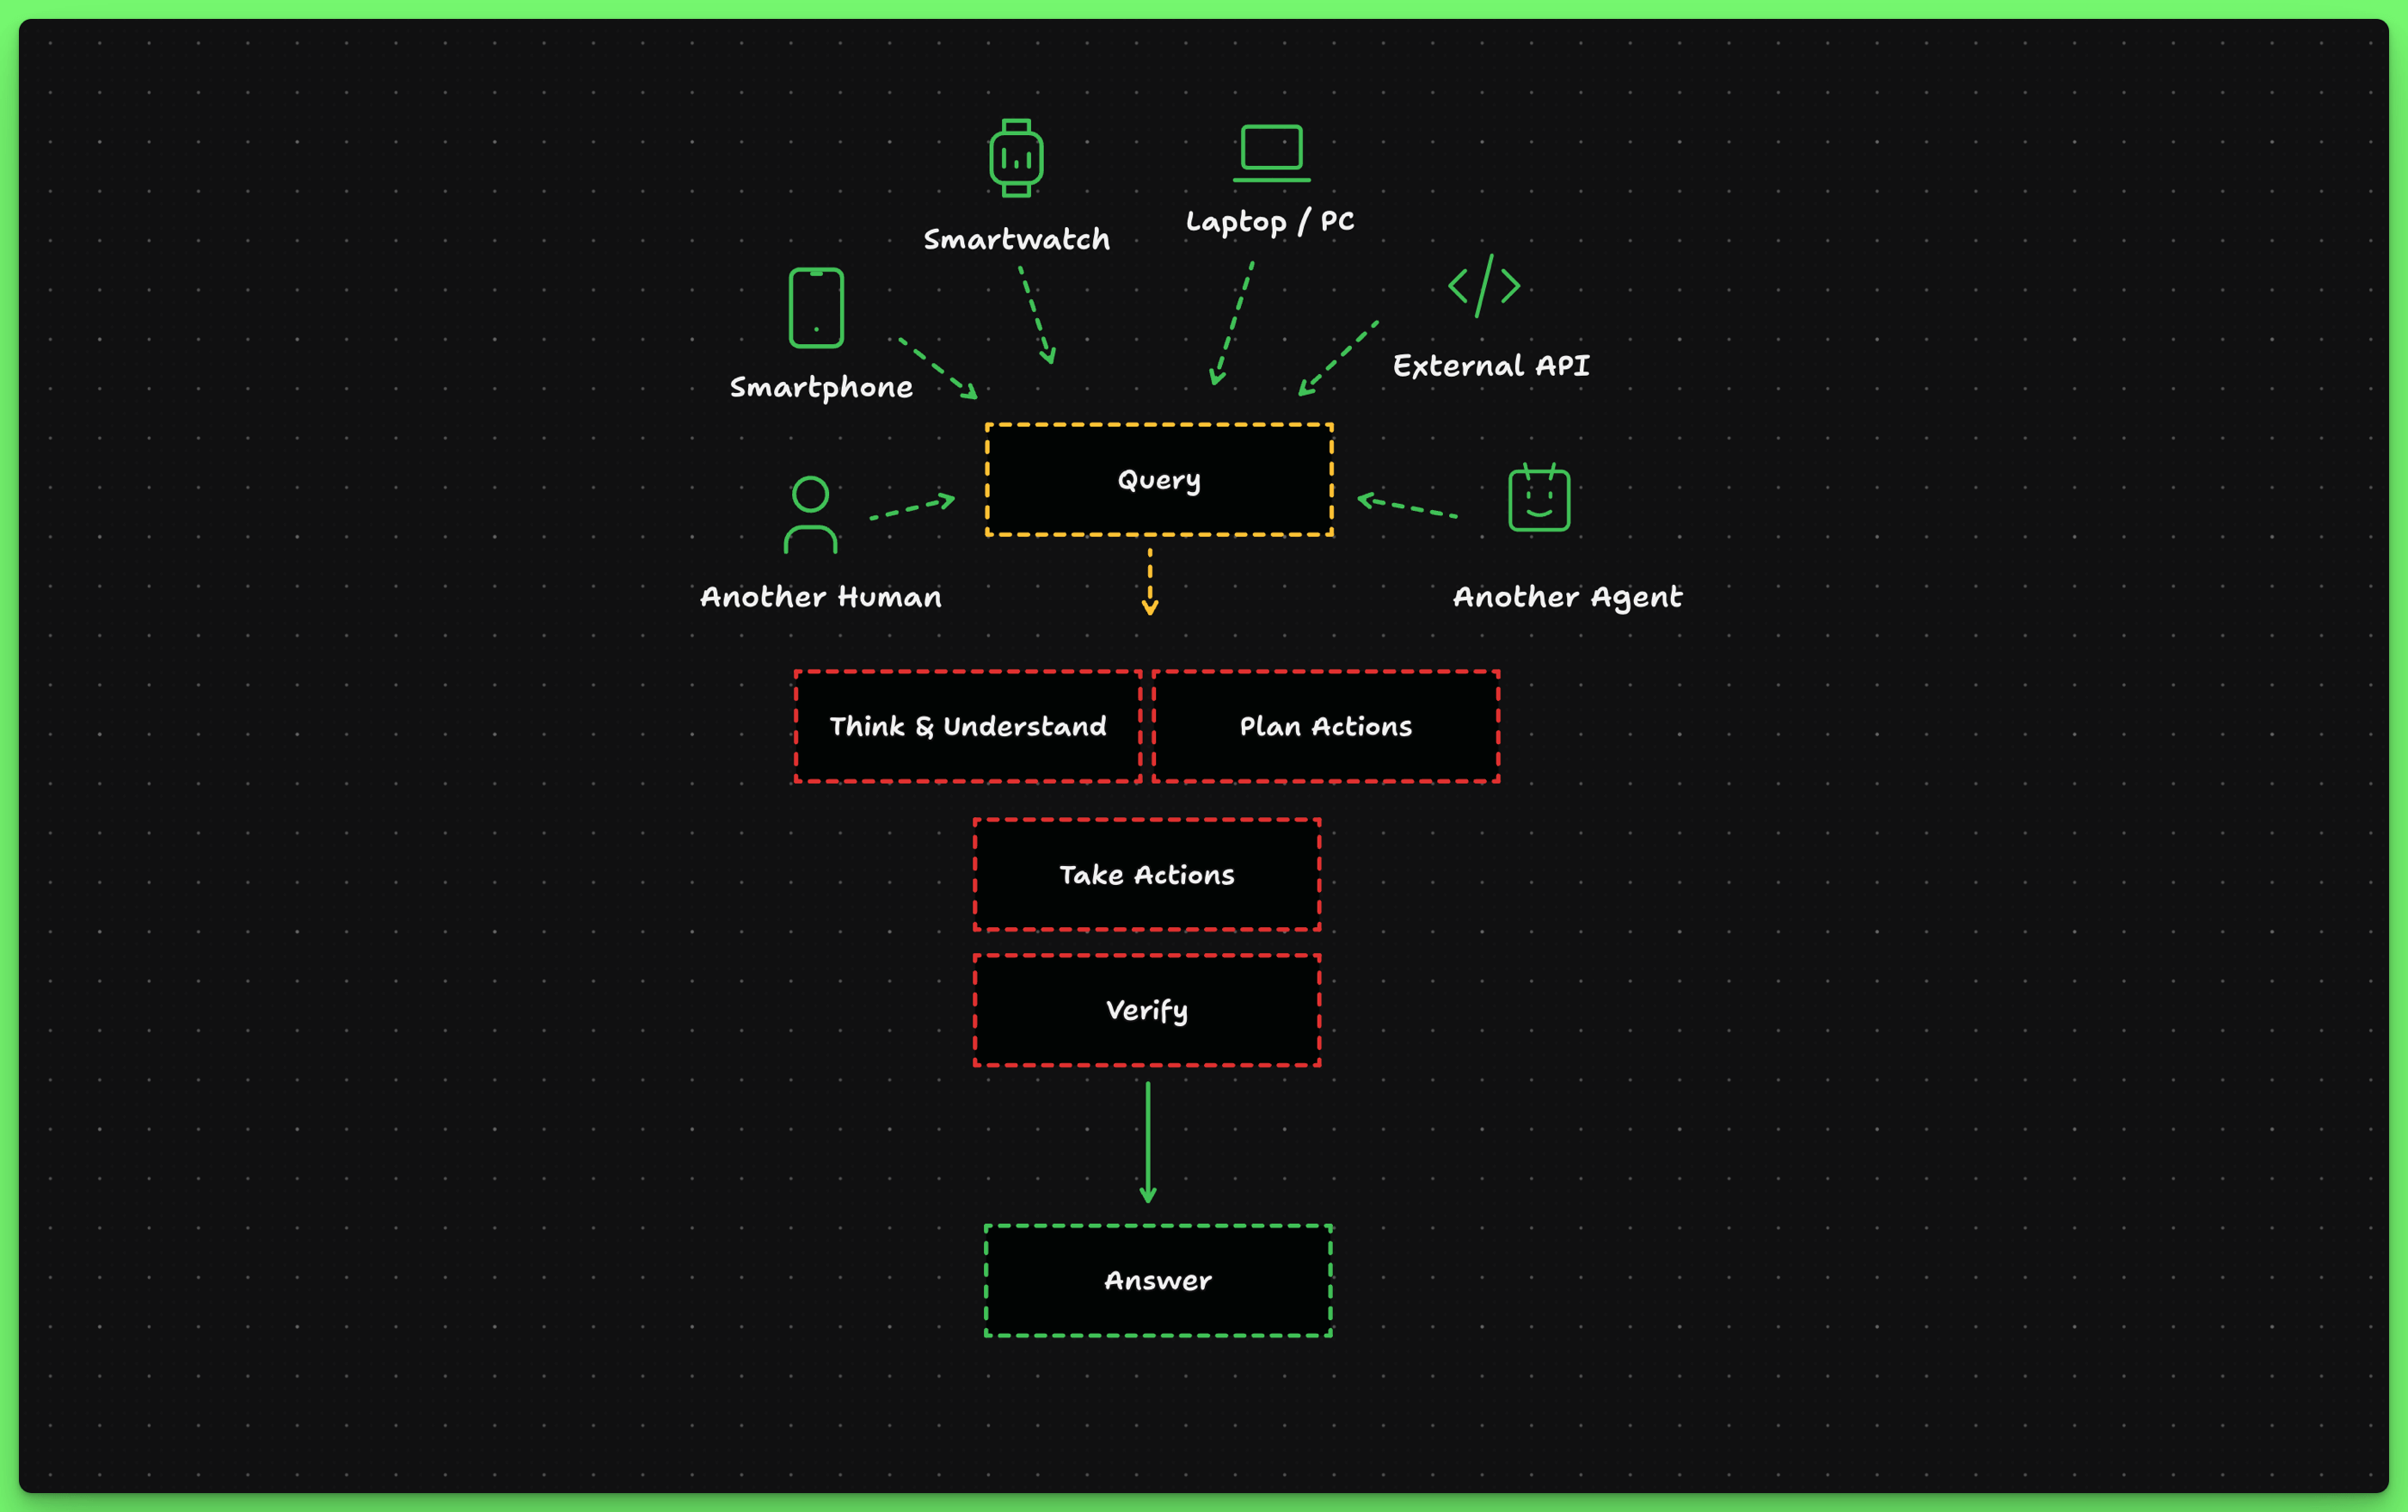 Smartwatch
Laptop / PC
Smartphone
External API
Query
Another Human
Another Agent
Think & Understand
Plan Actions
Take Actions
Verify
Answer